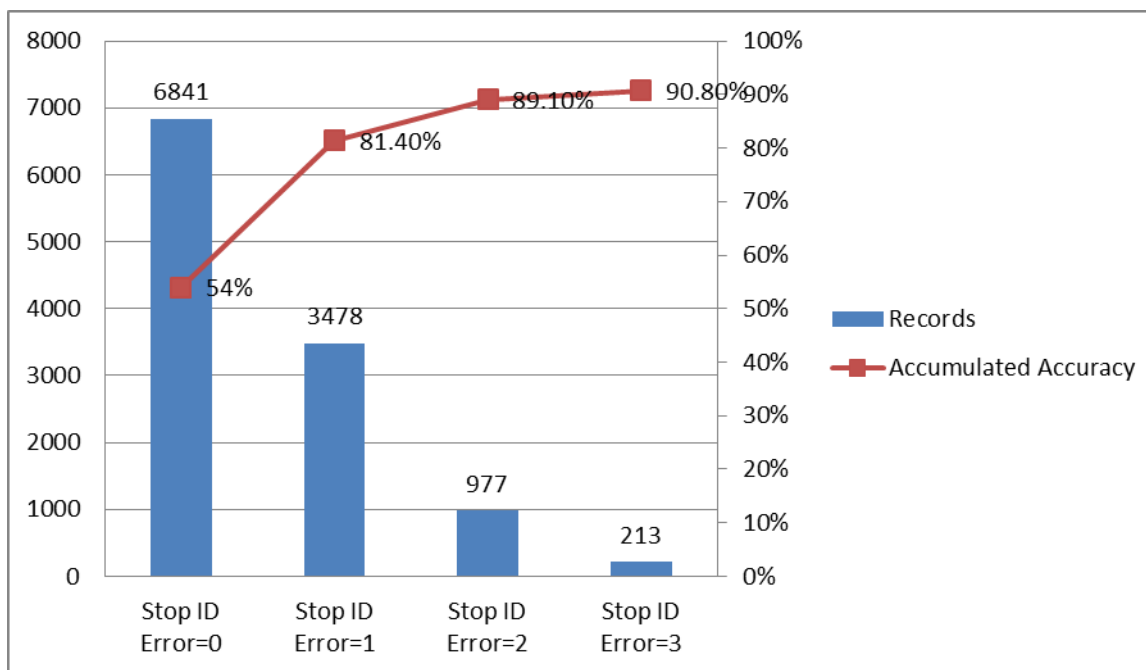 8000
7000
6000
5000
4000
3000
2000
1000
0
6841
3478
977
213
54%
81.40%
89.10%
90.80%
100%
90%
80%
70%
60%
50%
40%
30%
20%
10%
0%
Stop ID
Error=0
Stop ID
Error=1
Stop ID
Error=2
Stop ID
Error=3
Records
Accumulated Accuracy